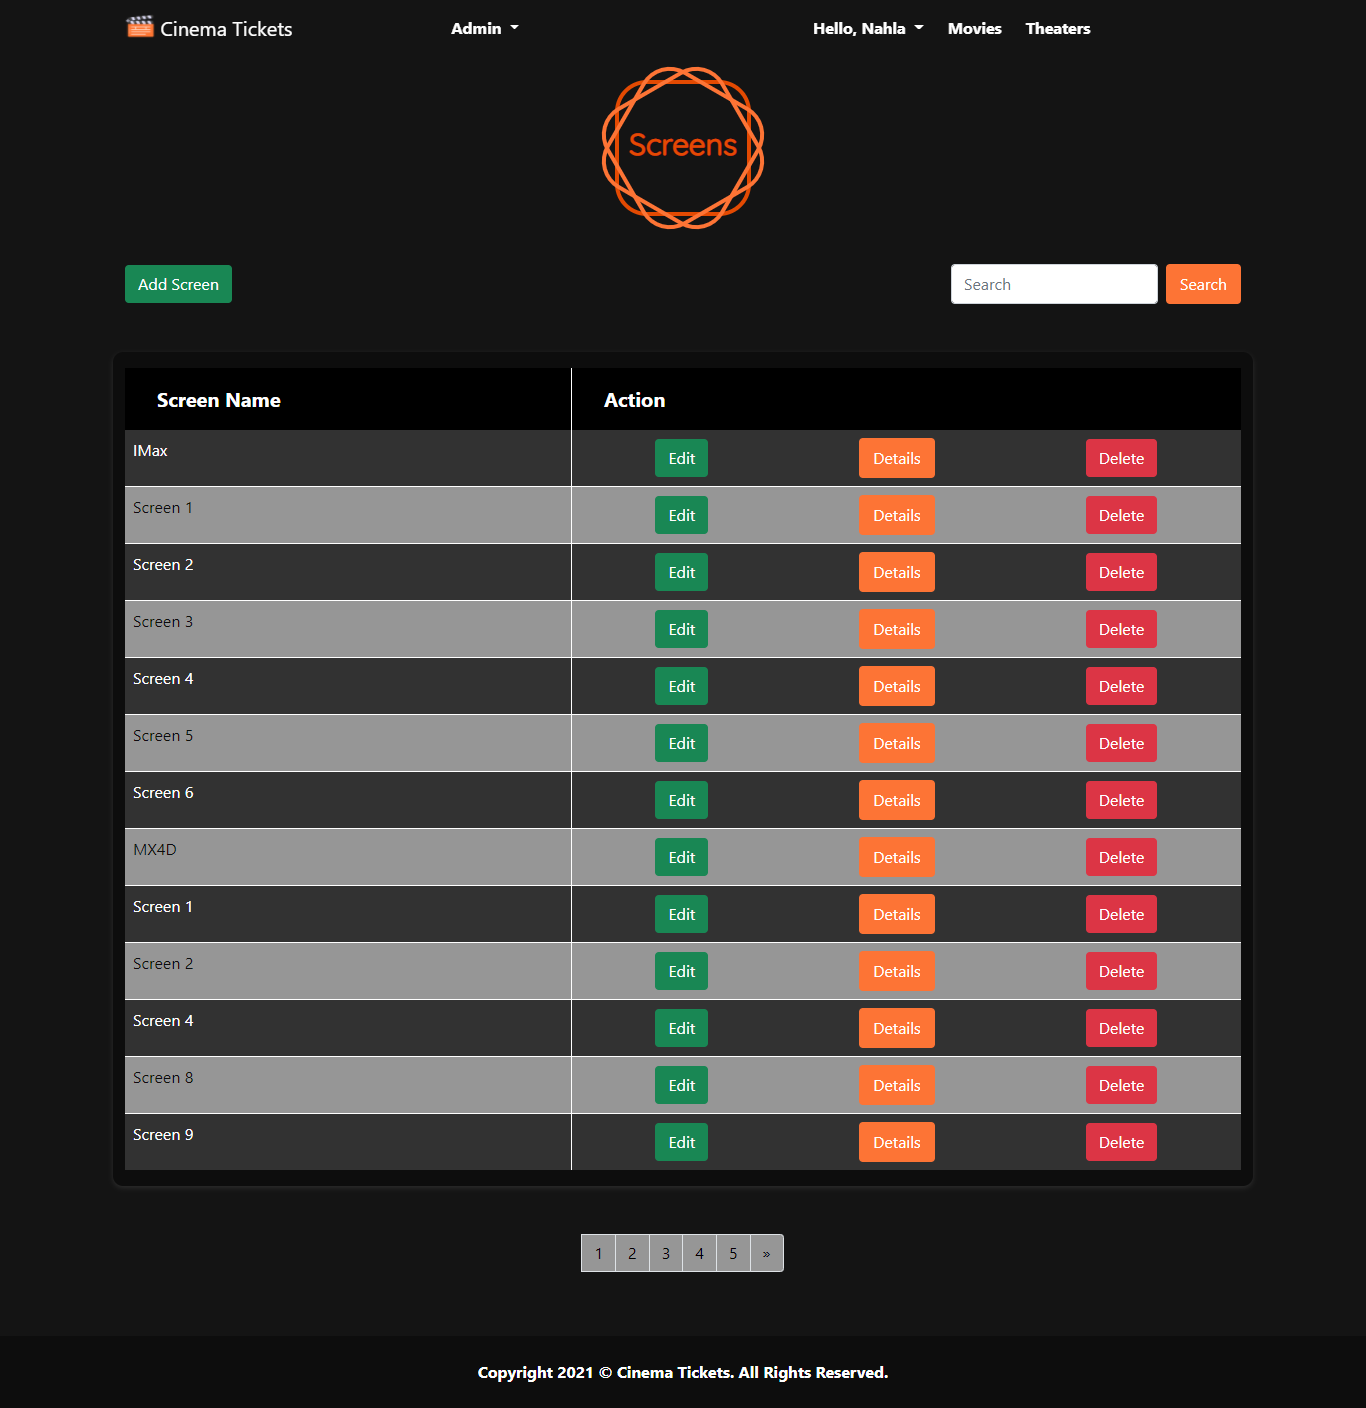 Cinema Tickets Admin Hello, Nahla Movies Theaters
Screens
Add Screen Search Search
Screen Name Action
IMax Edit Details Delete
Screen 1 Edit Details Delete
Screen 2 Edit Details Delete
Screen 3 Edit Details Delete
Screen 4 Edit Details Delete
Screen 5 Edit Details Delete
Screen 6 Edit Details Delete
MX4D Edit Details Delete
Screen 1 Edit Details Delete
Screen 2 Edit Details Delete
Screen 4 Edit Details Delete
Screen 8 Edit Details Delete
Screen 9 Edit Details Delete
1 2 3 4 5 »
Copyright 2021 © Cinema Tickets. All Rights Reserved.